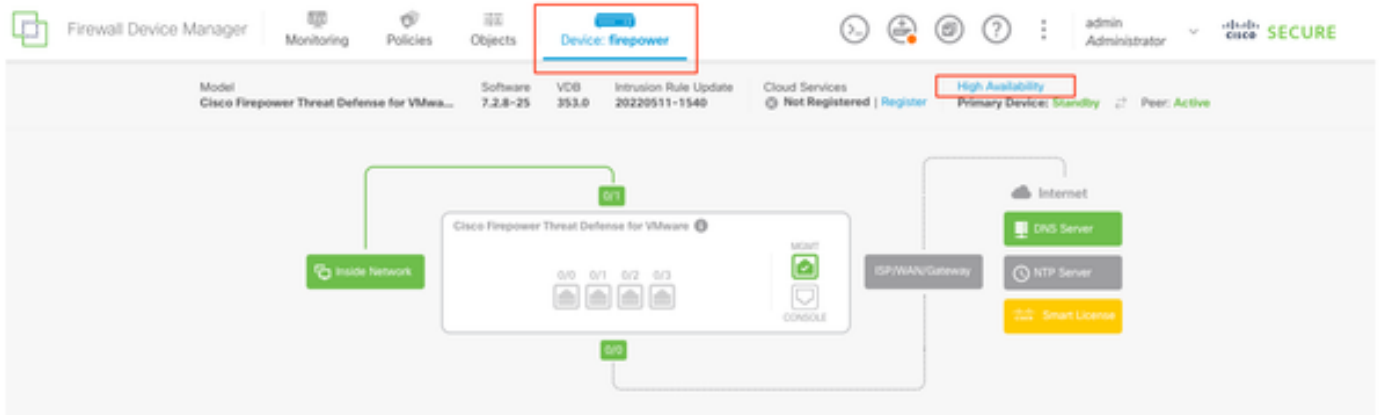 Firewall Device Manager
Monitoring
Policies
Objects
Device: firepower
admin
Administrator
CISCO SECURE
Model
Cisco Firepower Threat Defense for VMwa...
Software
7.2.8-25
VDB
353.0
Intrusion Rule Update
20220511-1540
Cloud Services
Not Registered | Register
High Availability
Primary Device: Standby
Peer: Active
0/1
Internet
Cisco Firepower Threat Defense for VMware
DNS Server
MGMT
Inside Network
0/0 0/1 0/2 0/3
ISP/WAN/Gateway
NTP Server
CONSOLE
Smart License
0/0